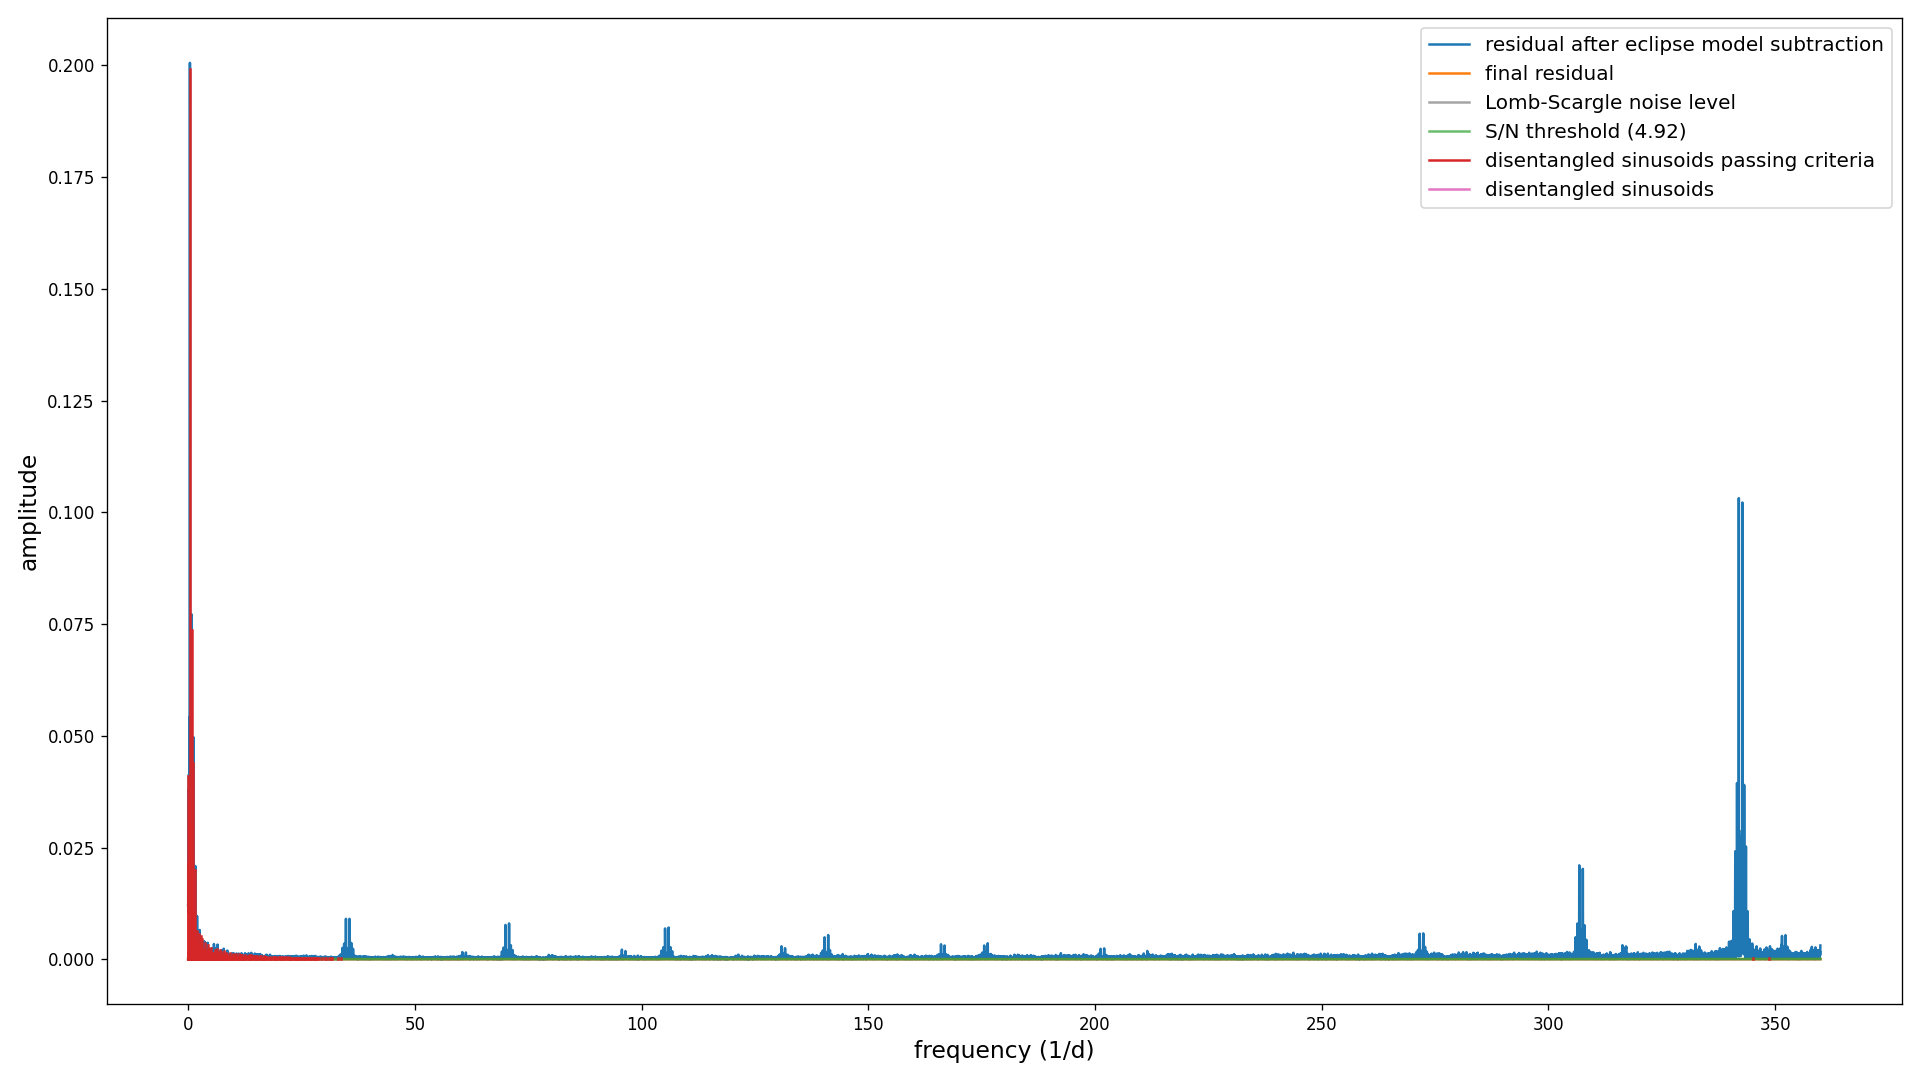 residual after eclipse model subtraction
final residual
Lomb-Scargle noise level
S/N threshold (4.92)
disentangled sinusoids passing criteria
disentangled sinusoids
0.200
0.175
0.150
0.125
0.100
0.075
0.050
0.025
0.000
amplitude
0 50 100 150 200 250 300 350
frequency (1/d)